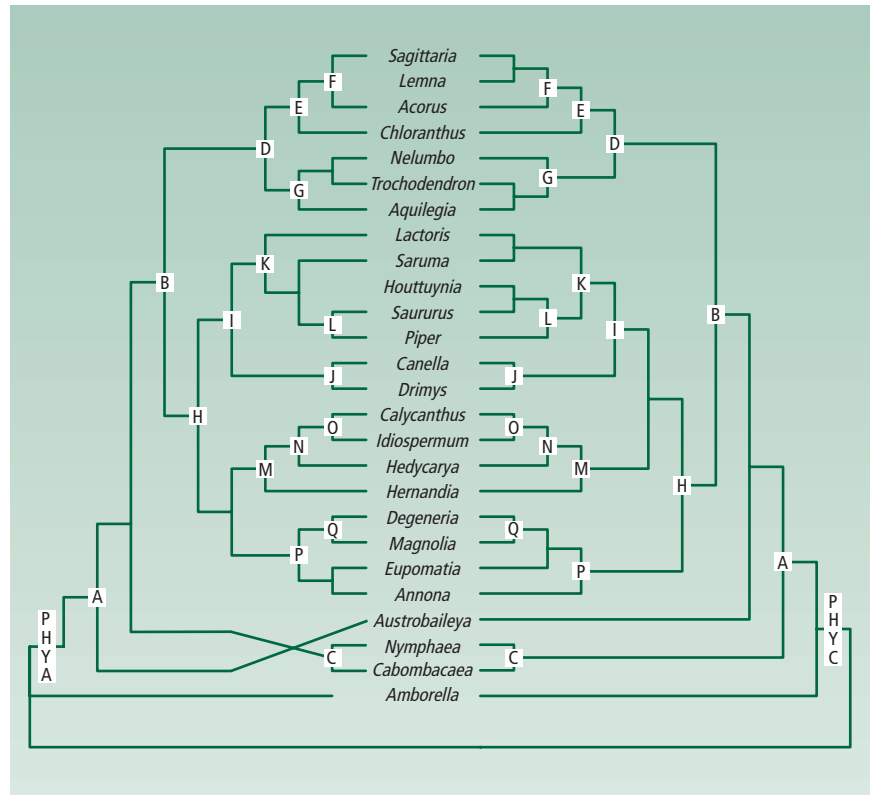 Sagittaria
F
Lemna
F
E
Acorus
E
Chloranthus
D
D
Nelumbo
G
Trochodendron
G
Aquilegia
Lactoris
K
Saruma
B
Houttuynia
K
I
Saururus
B
L
Piper
L
I
Canella
J
J
Drimys
H
Calycanthus
O
O
Idiospermum
N
N
Hedycarya
M
M
Hernandia
H
Degeneria
Q
Q
Magnolia
P
Eupomatia
P
A
Annona
A
Austrobaileya
PHYA
Nymphaea
PHYC
C
C
Cabombacaea
Amborella